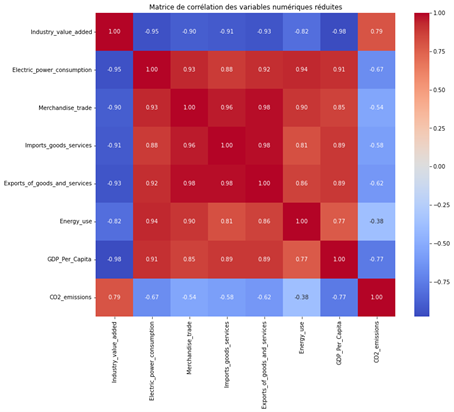 Matrice de corrélation des variables numériques réduites
Industry_value_added 1.00 -0.95 -0.90 -0.91 -0.93 -0.82 -0.98 0.79
Electric_power_consumption -0.95 1.00 0.93 0.88 0.92 0.94 0.91 -0.67
Merchandise_trade -0.90 0.93 1.00 0.96 0.98 0.90 0.85 -0.54
Imports_goods_services -0.91 0.88 0.96 1.00 0.98 0.81 0.89 -0.58
Exports_of_goods_and_services -0.93 0.92 0.98 0.98 1.00 0.86 0.89 -0.62
Energy_use -0.82 0.94 0.90 0.81 0.86 1.00 0.77 -0.38
GDP_Per_Capita -0.98 0.91 0.85 0.89 0.89 0.77 1.00 -0.77
CO2_emissions 0.79 -0.67 -0.54 -0.58 -0.62 -0.38 -0.77 1.00
Industry_value_added
Electric_power_consumption
Merchandise_trade
Imports_goods_services
Exports_of_goods_and_services
Energy_use
GDP_Per_Capita
CO2_emissions
1.00
0.75
0.50
0.25
0.00
-0.25
-0.50
-0.75